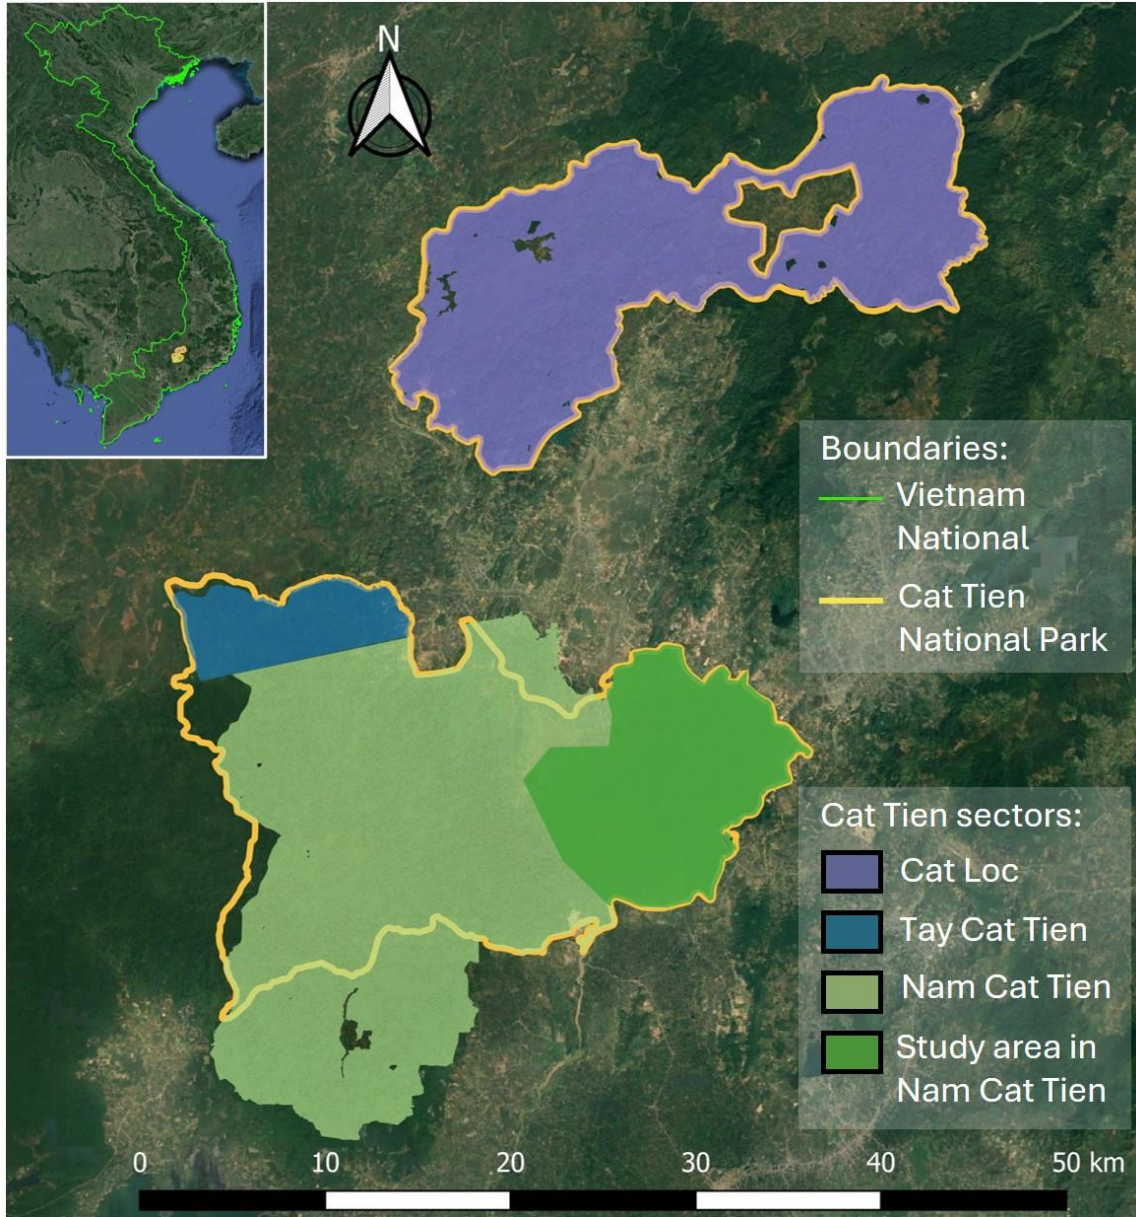 N
Boundaries:
Vietnam
National
Cat Tien
National Park
Cat Tien sectors:
Cat Loc
Tay Cat Tien
Nam Cat Tien
Study area in
Nam Cat Tien
0 10 20 30 40 50 km